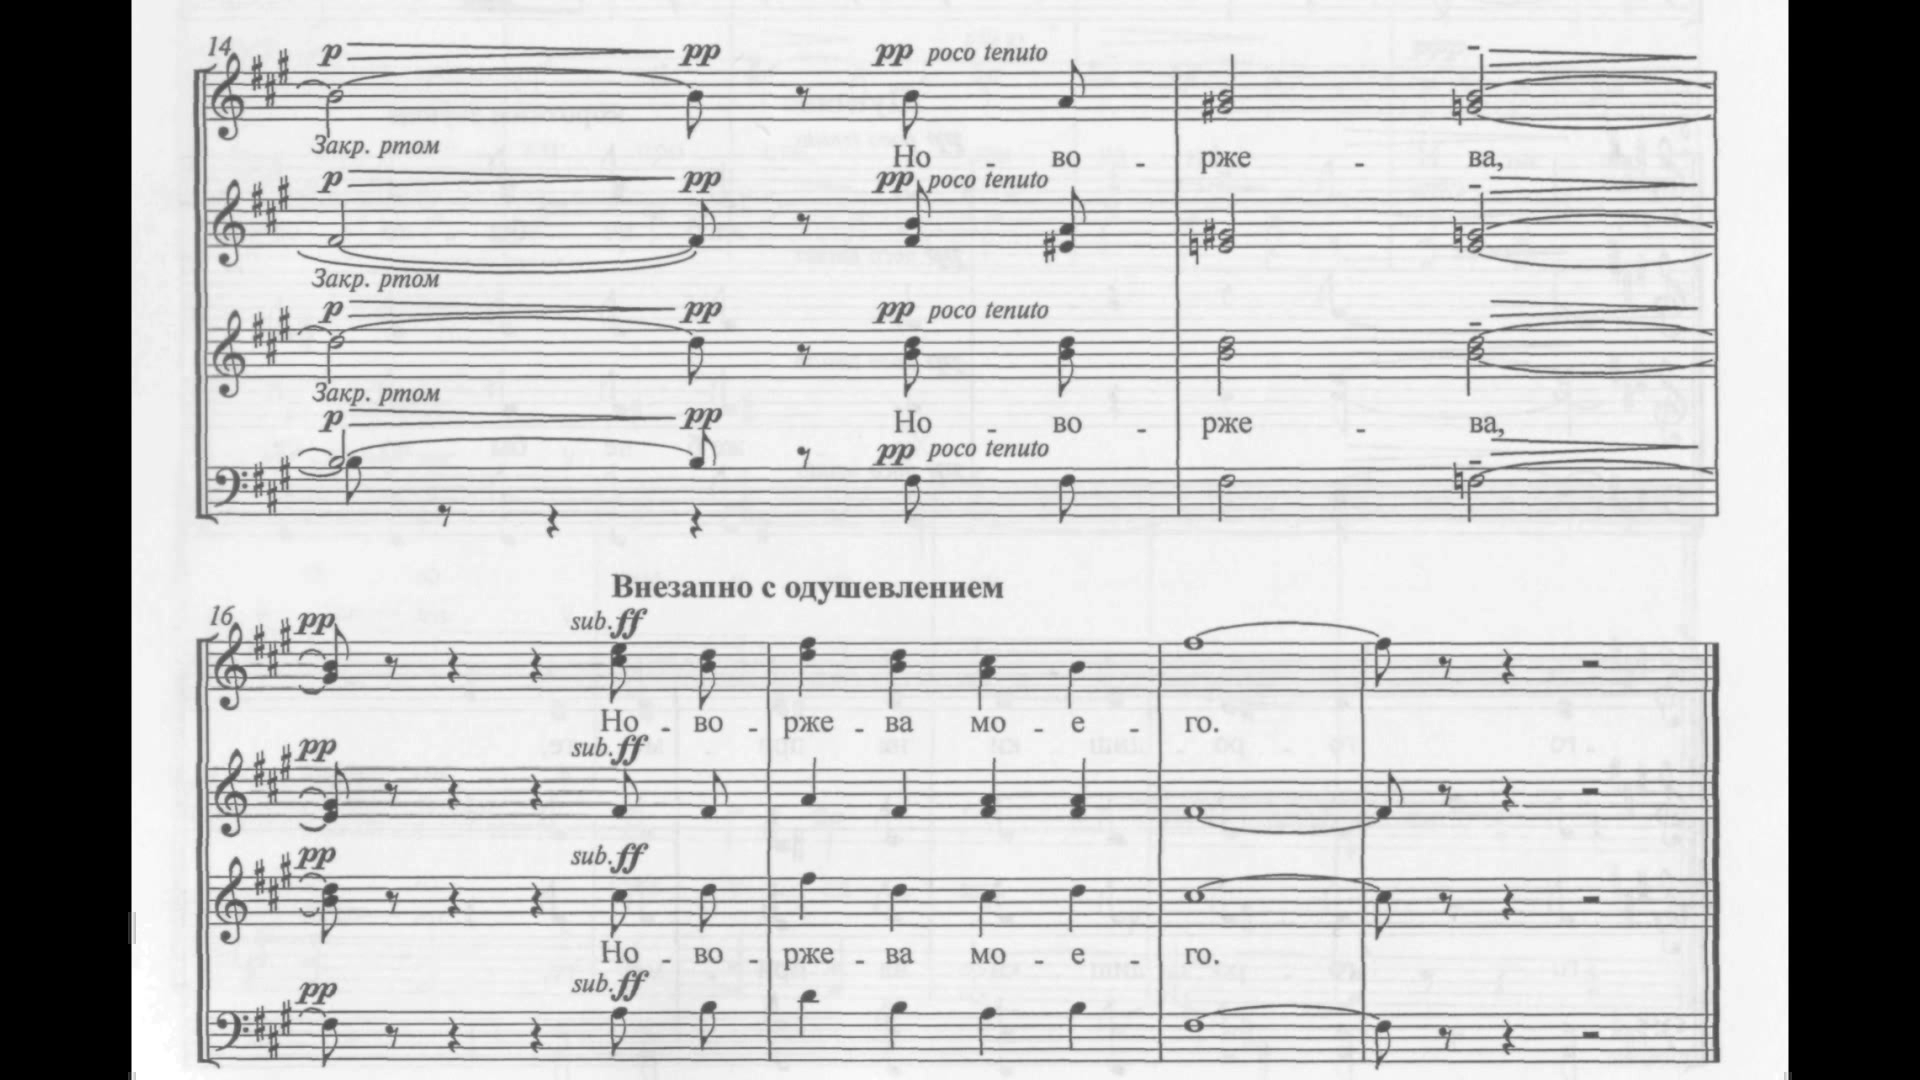 14 p pp pp poco tenuto
Закр. ртом
Но - во - рже - ва,
p pp pp poco tenuto
Закр. ртом
p pp pp poco tenuto
Закр. ртом
Но - во - рже - ва,
p pp pp poco tenuto
Внезапно с одушевлением
16 pp sub.ff
Но - во - рже - ва мо - е - го.
pp sub.ff
pp sub.ff
Но - во - рже - ва мо - е - го.
pp sub.ff